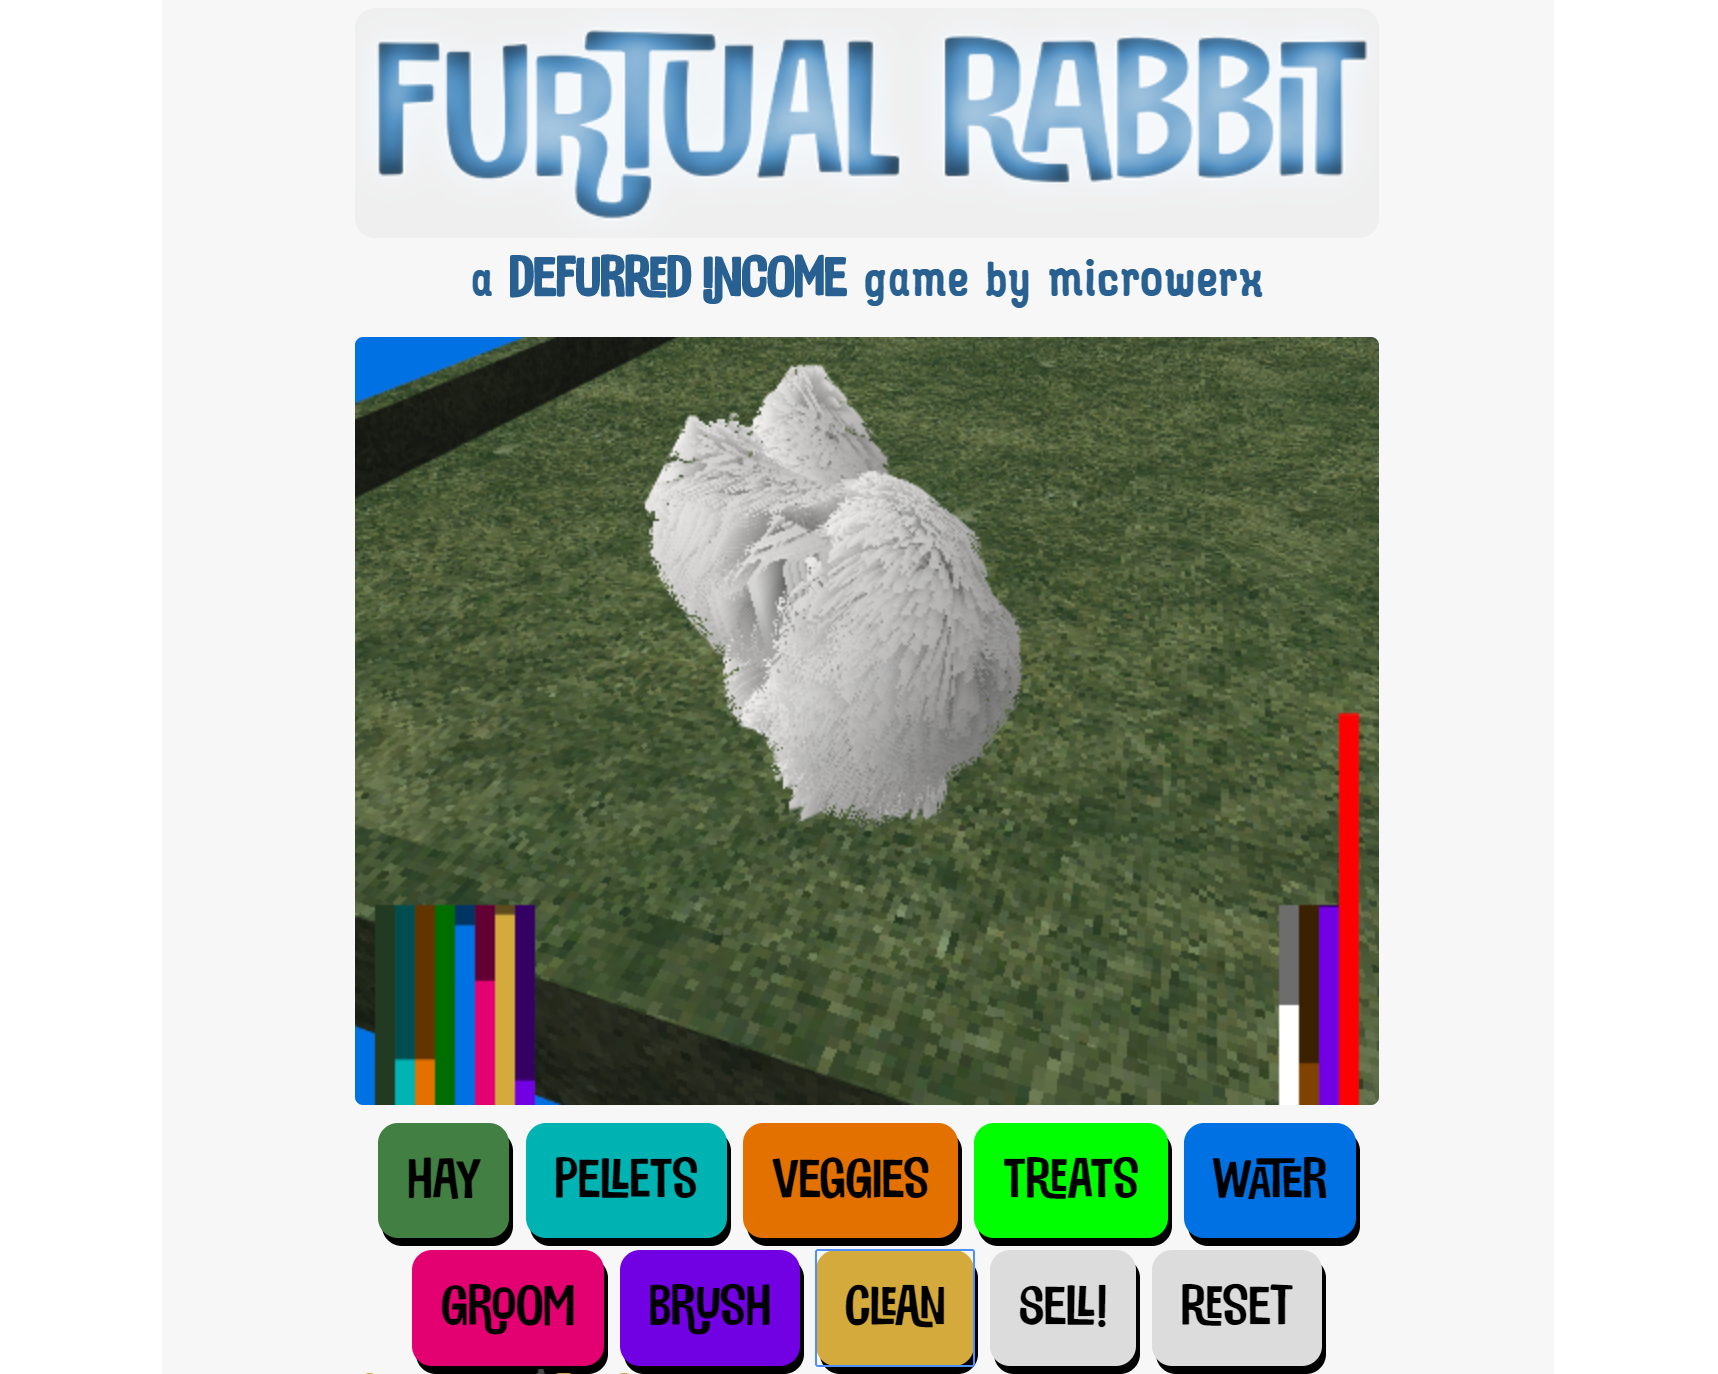 FURTUAL RABBiT
a DEFURRED INCOME game by microwerx
HAY PELLETS VEGGIES TREATS WATER
GROOM BRUSH CLEAN SELL! RESET